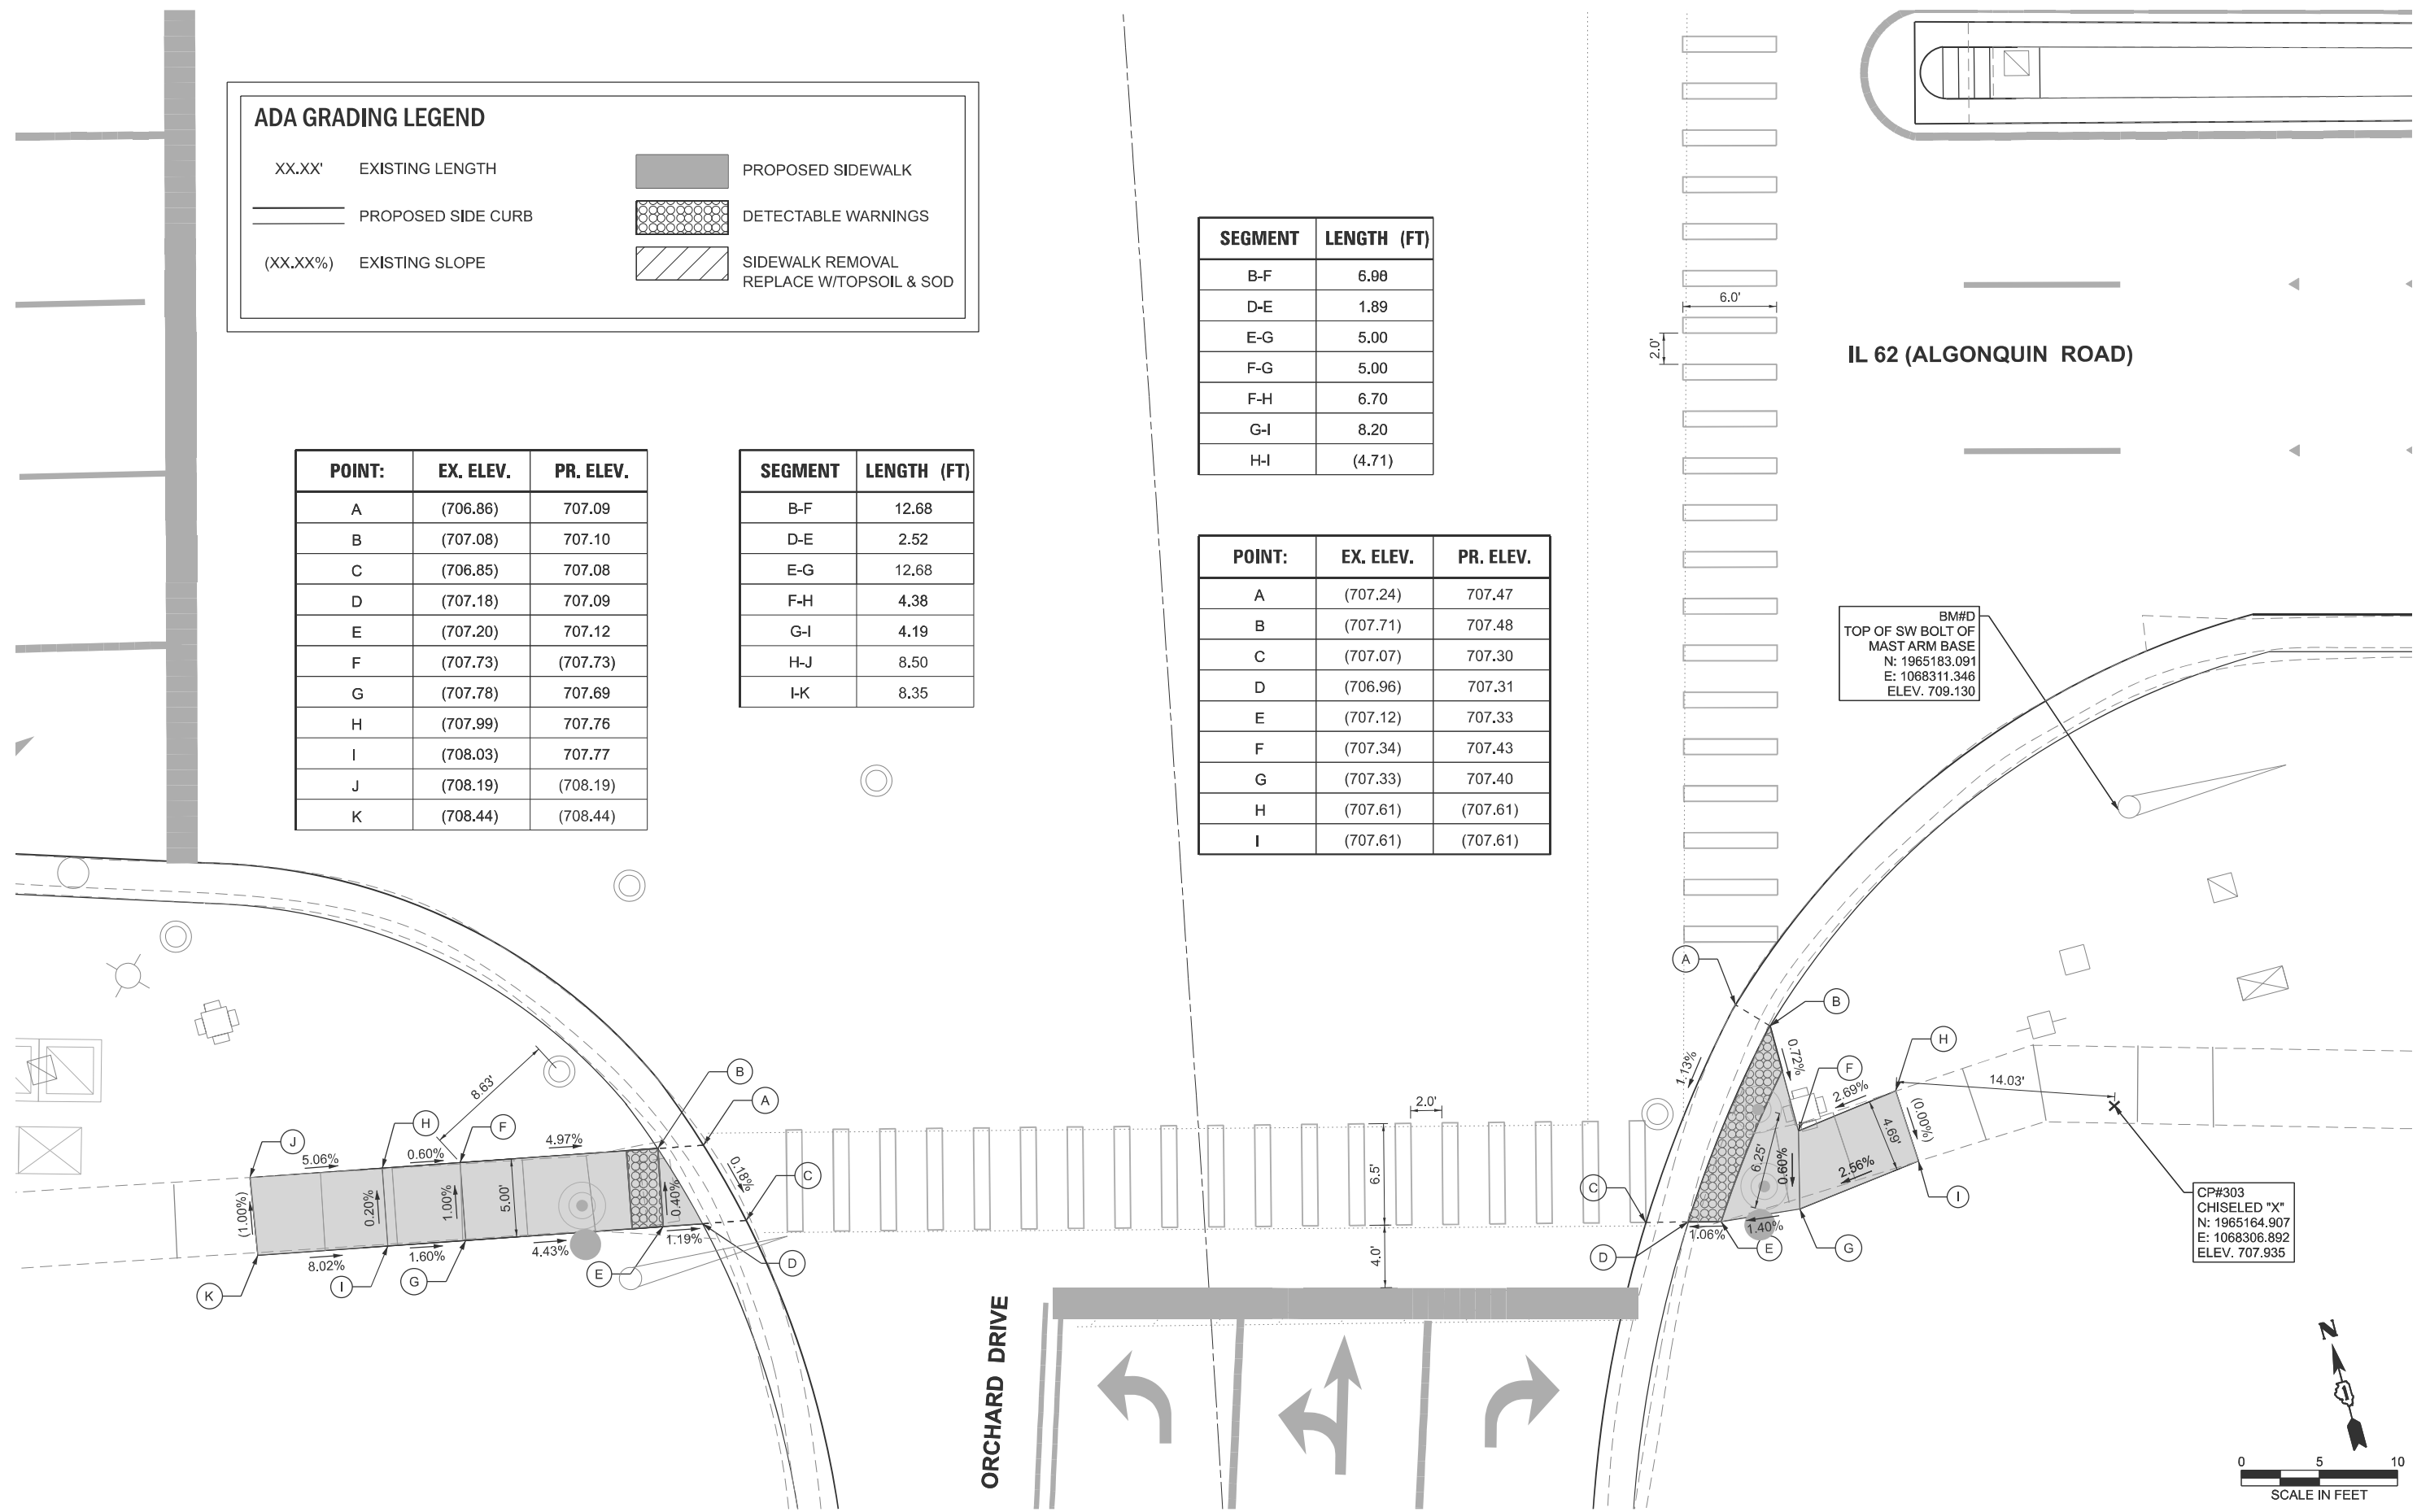 ADA GRADING LEGEND
XX.XX' EXISTING LENGTH
PROPOSED SIDE CURB
(XX.XX%) EXISTING SLOPE
PROPOSED SIDEWALK
DETECTABLE WARNINGS
SIDEWALK REMOVAL
REPLACE W/TOPSOIL & SOD
POINT: EX. ELEV. PR. ELEV.
A (706.86) 707.09
B (707.08) 707.10
C (706.85) 707.08
D (707.18) 707.09
E (707.20) 707.12
F (707.73) (707.73)
G (707.78) 707.69
H (707.99) 707.76
I (708.03) 707.77
J (708.19) (708.19)
K (708.44) (708.44)
SEGMENT LENGTH (FT)
B-F 12.68
D-E 2.52
E-G 12.68
F-H 4.38
G-I 4.19
H-J 8.50
I-K 8.35
SEGMENT LENGTH (FT)
B-F 6.98
D-E 1.89
E-G 5.00
F-G 5.00
F-H 6.70
G-I 8.20
H-I (4.71)
POINT: EX. ELEV. PR. ELEV.
A (707.24) 707.47
B (707.71) 707.48
C (707.07) 707.30
D (706.96) 707.31
E (707.12) 707.33
F (707.34) 707.43
G (707.33) 707.40
H (707.61) (707.61)
I (707.61) (707.61)
6.0'
2.0'
IL 62 (ALGONQUIN ROAD)
BM#D
TOP OF SW BOLT OF
MAST ARM BASE
N: 1965183.091
E: 1068311.346
ELEV. 709.130
8.63'
J
H
F
B
A
C
D
E
G
I
K
5.06%
0.60%
4.97%
0.18%
(1.00%)
0.20%
1.00%
5.00'
0.40%
8.02%
1.60%
4.43%
1.19%
2.0'
6.5'
4.0'
A
B
H
F
C
D
E
G
I
1.13%
0.72%
2.69%
(0.00%)
14.03'
4.69'
6.25'
0.60%
2.56%
1.40%
1.06%
CP#303
CHISELED "X"
N: 1965164.907
E: 1068306.892
ELEV. 707.935
ORCHARD DRIVE
N
0 5 10
SCALE IN FEET